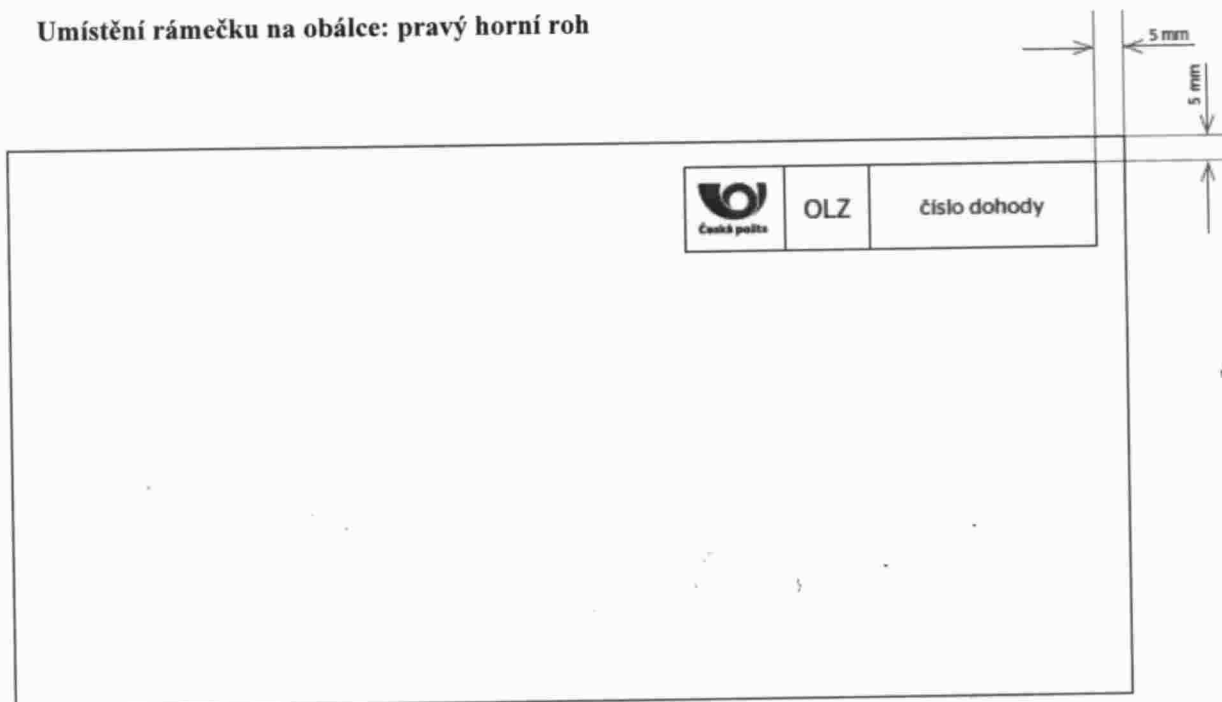 Umístění rámečku na obálce: pravý horní roh
5 mm
5 mm
Česká pošta
OLZ
číslo dohody